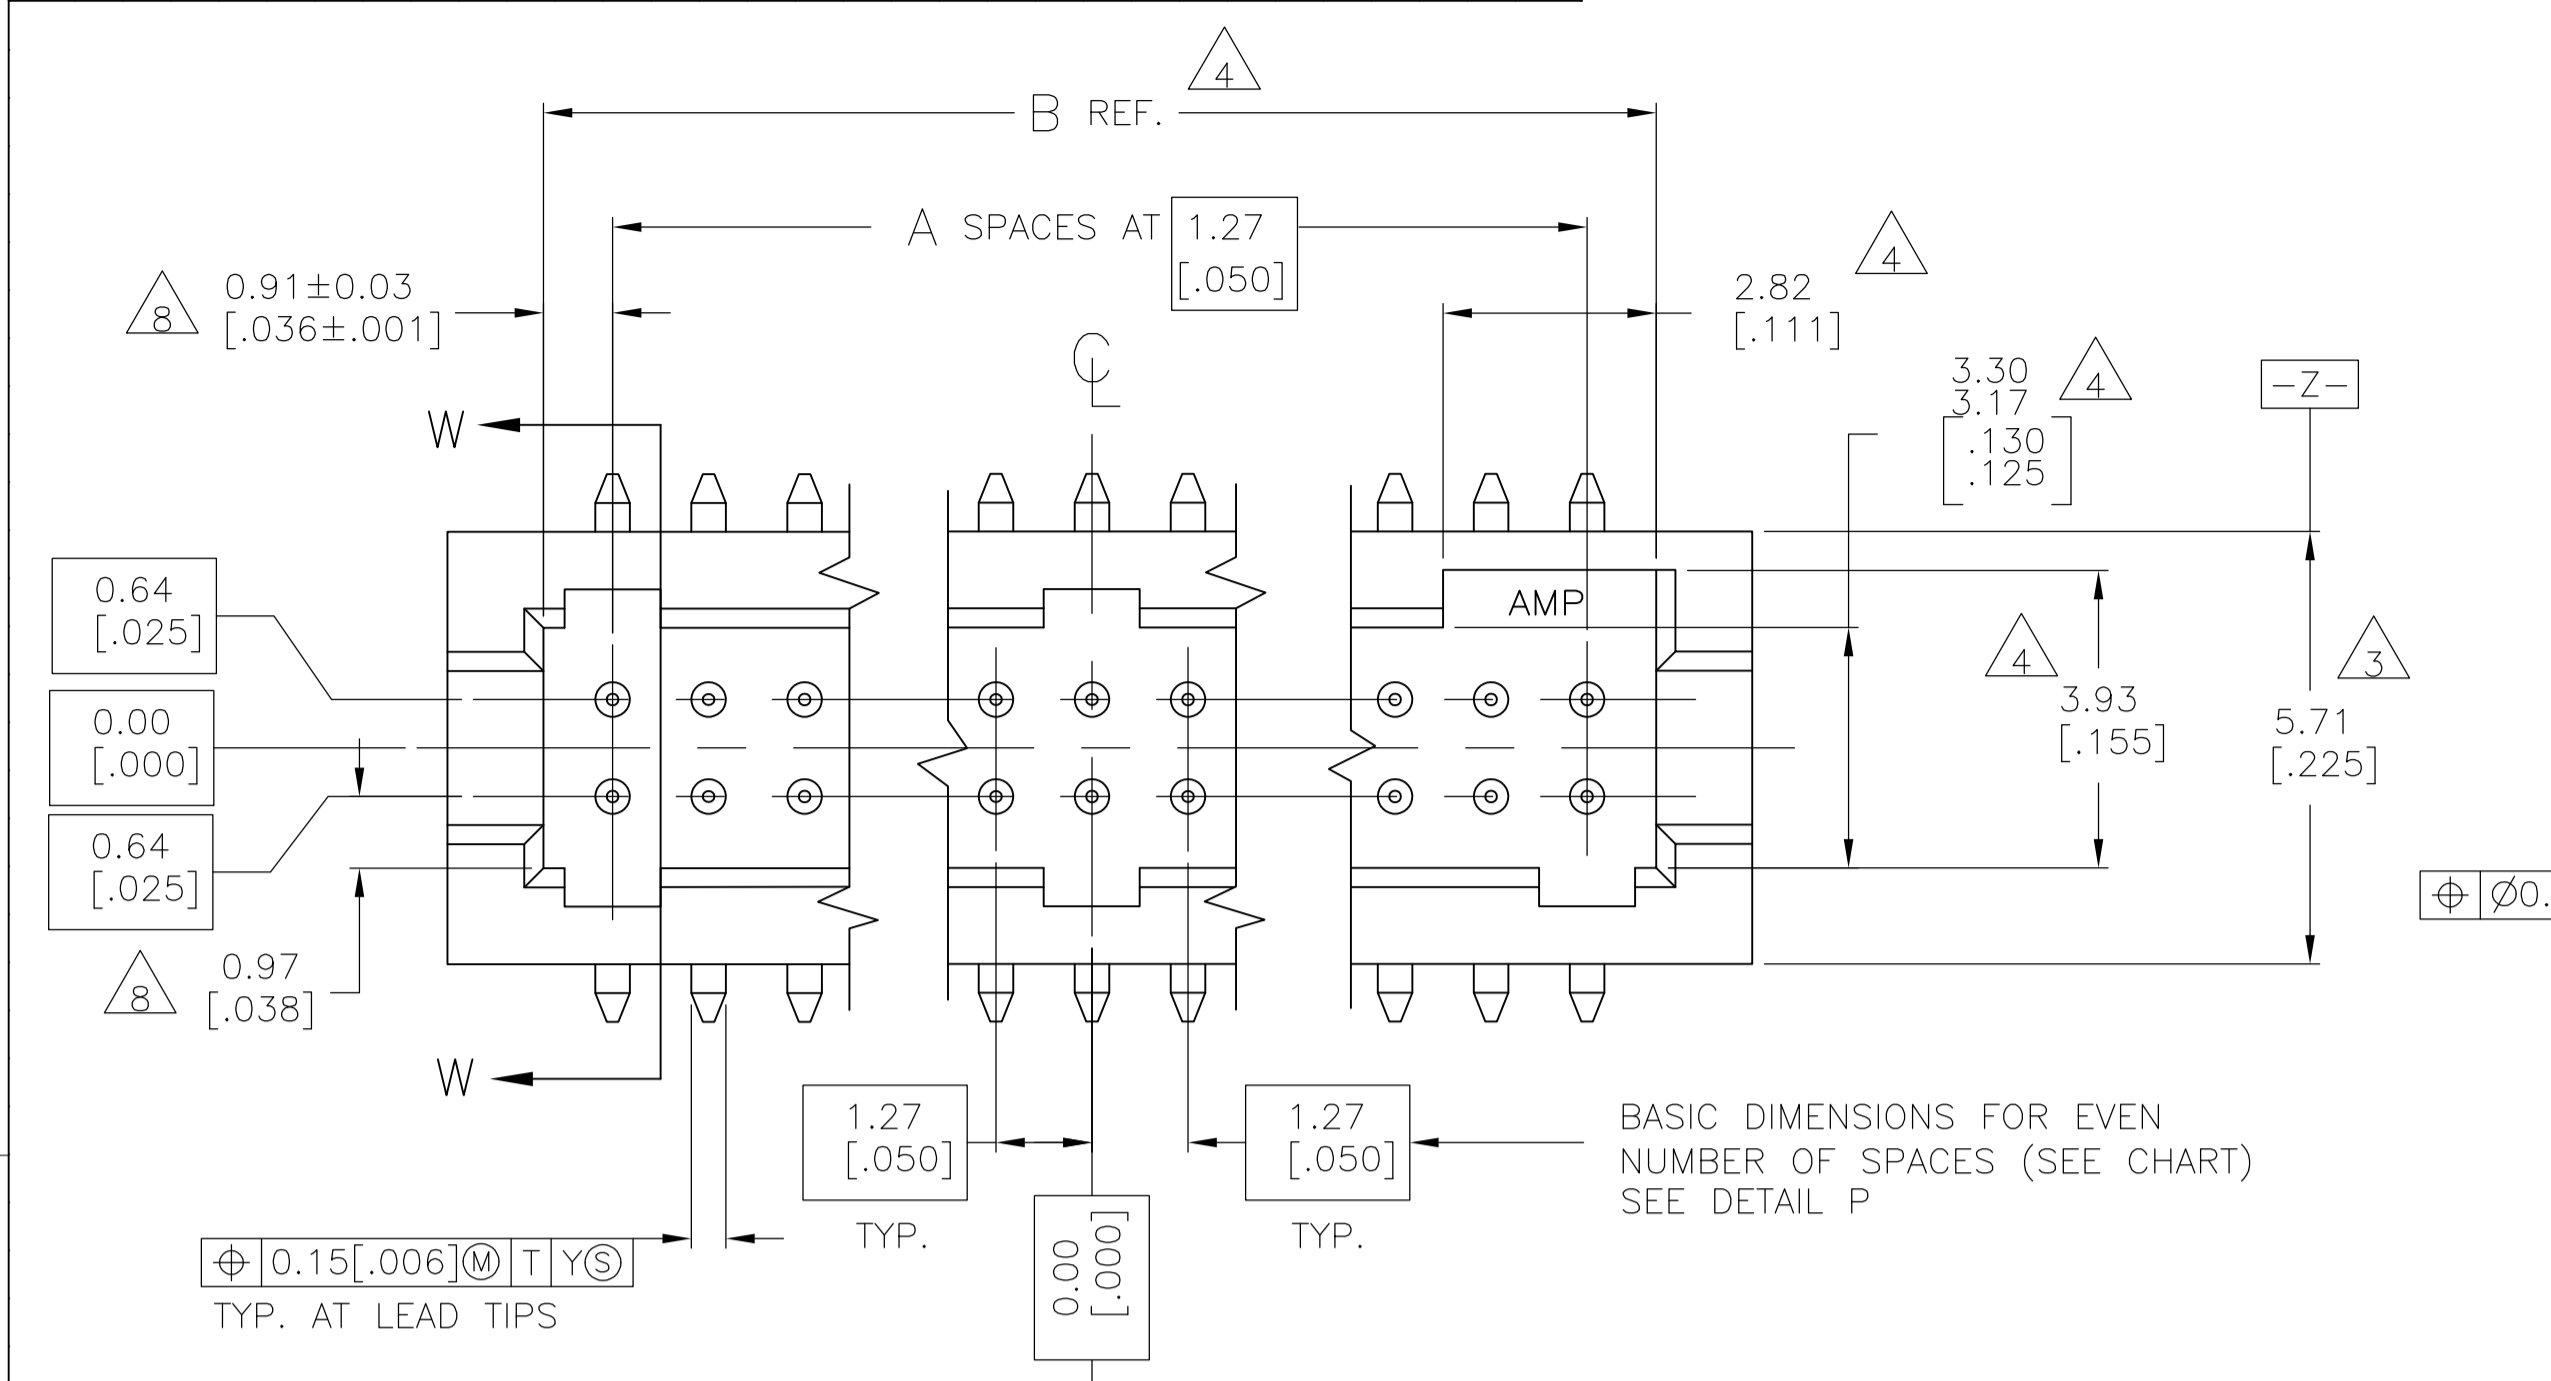 4
B REF.
A SPACES AT 1.27
[.050]
8
0.91±0.03
[.036±.001]
2.82
[.111]
4
CL
3.30
3.17
[.130
.125]
4
-Z-
W
AMP
0.64
[.025]
0.00
[.000]
0.64
[.025]
4
3.93
[.155]
3
5.71
[.225]
⌖ Ø0.
8
0.97
[.038]
W
1.27
[.050]
TYP.
1.27
[.050]
TYP.
0.00
[.000]
BASIC DIMENSIONS FOR EVEN
NUMBER OF SPACES (SEE CHART)
SEE DETAIL P
⌖ 0.15[.006]Ⓜ T YⓈ
TYP. AT LEAD TIPS